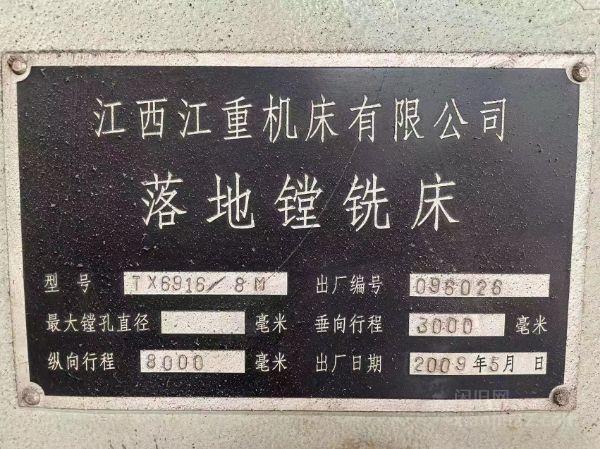 江西江重机床有限公司
落地镗铣床
型号 TX6916/8M 出厂编号 096026
最大镗孔直径 毫米 垂向行程 3000 毫米
纵向行程 8000 毫米 出厂日期 2009年5月 日